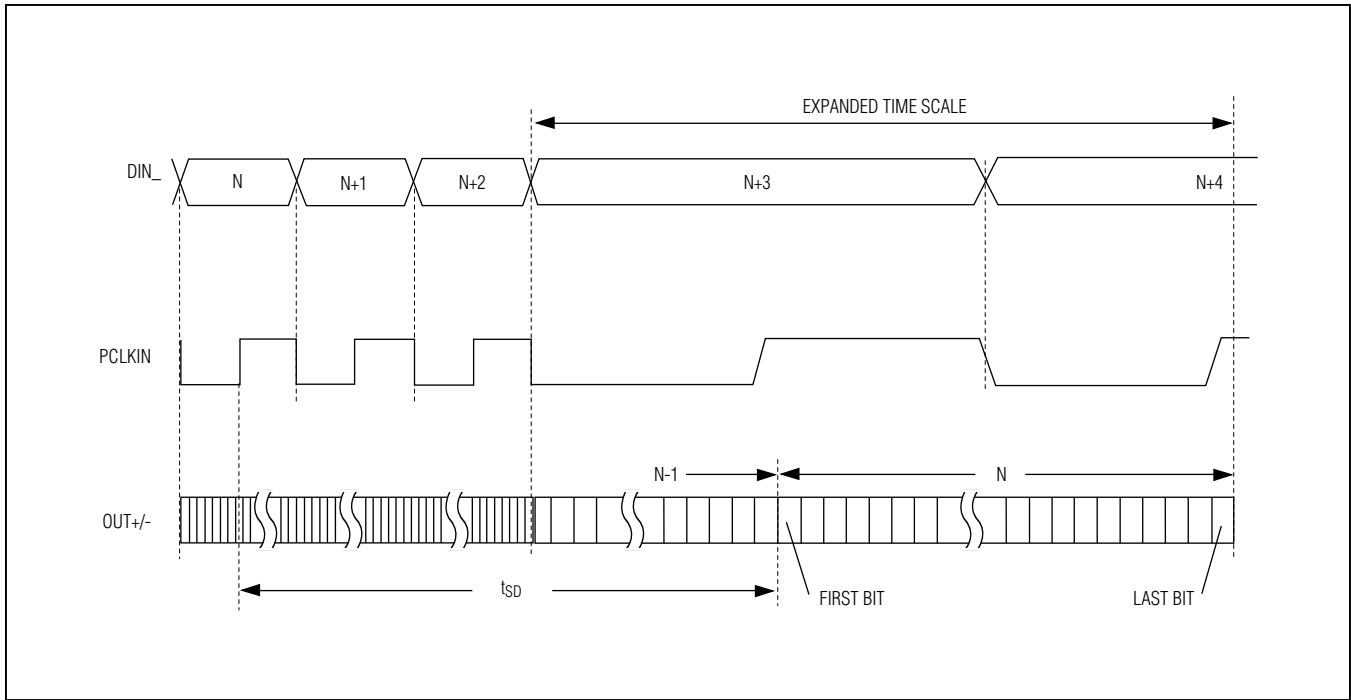 EXPANDED TIME SCALE
DIN_
N
N+1
N+2
N+3
N+4
PCLKIN
N-1
N
OUT+/-
tSD
FIRST BIT
LAST BIT